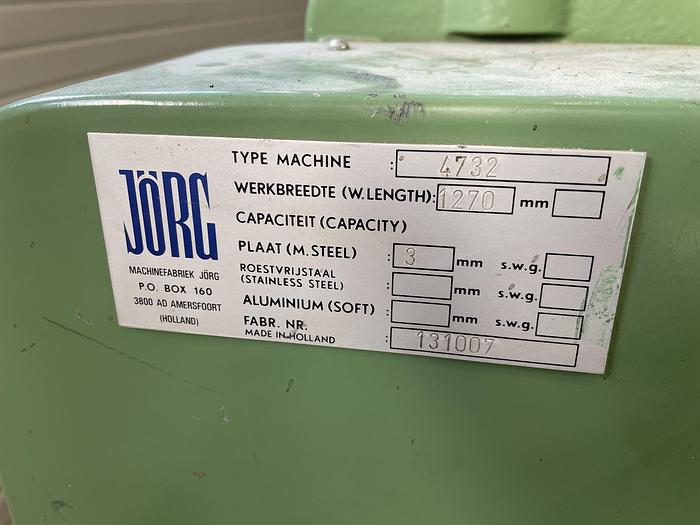 JÖRG
MACHINEFABRIEK JÖRG
P.O. BOX 160
3800 AD AMERSFOORT
(HOLLAND)
TYPE MACHINE : 4732
WERKBREEDTE (W.LENGTH): 1270 mm
CAPACITEIT (CAPACITY)
PLAAT (M. STEEL) : 3 mm s.w.g.
ROESTVRIJSTAAL
(STAINLESS STEEL) : mm s.w.g.
ALUMINIUM (SOFT) : mm s.w.g.
FABR. NR. : 131007
MADE IN HOLLAND